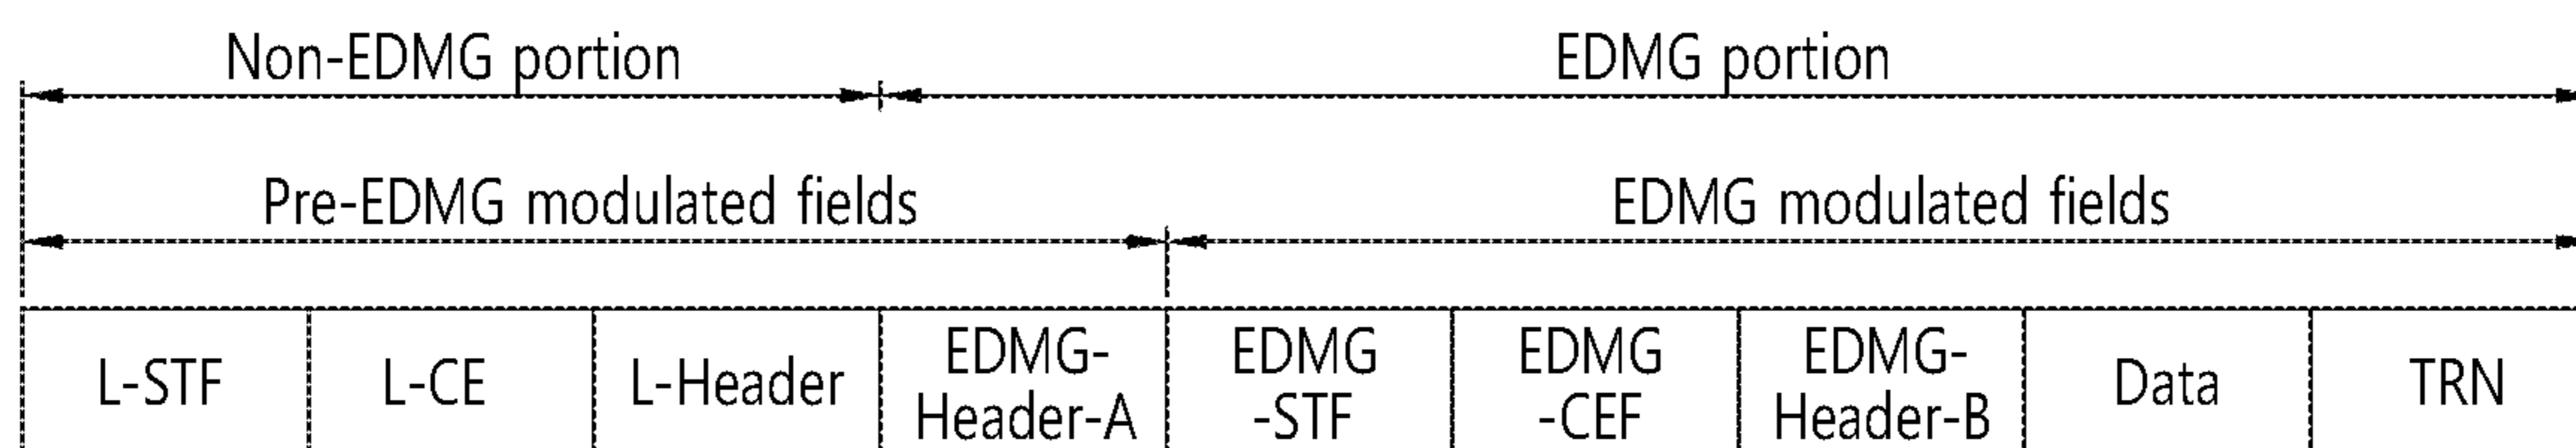 Non-EDMG portion
EDMG portion
Pre-EDMG modulated fields
EDMG modulated fields
L-STF
L-CE
L-Header
EDMG-
Header-A
EDMG
-STF
EDMG
-CEF
EDMG-
Header-B
Data
TRN